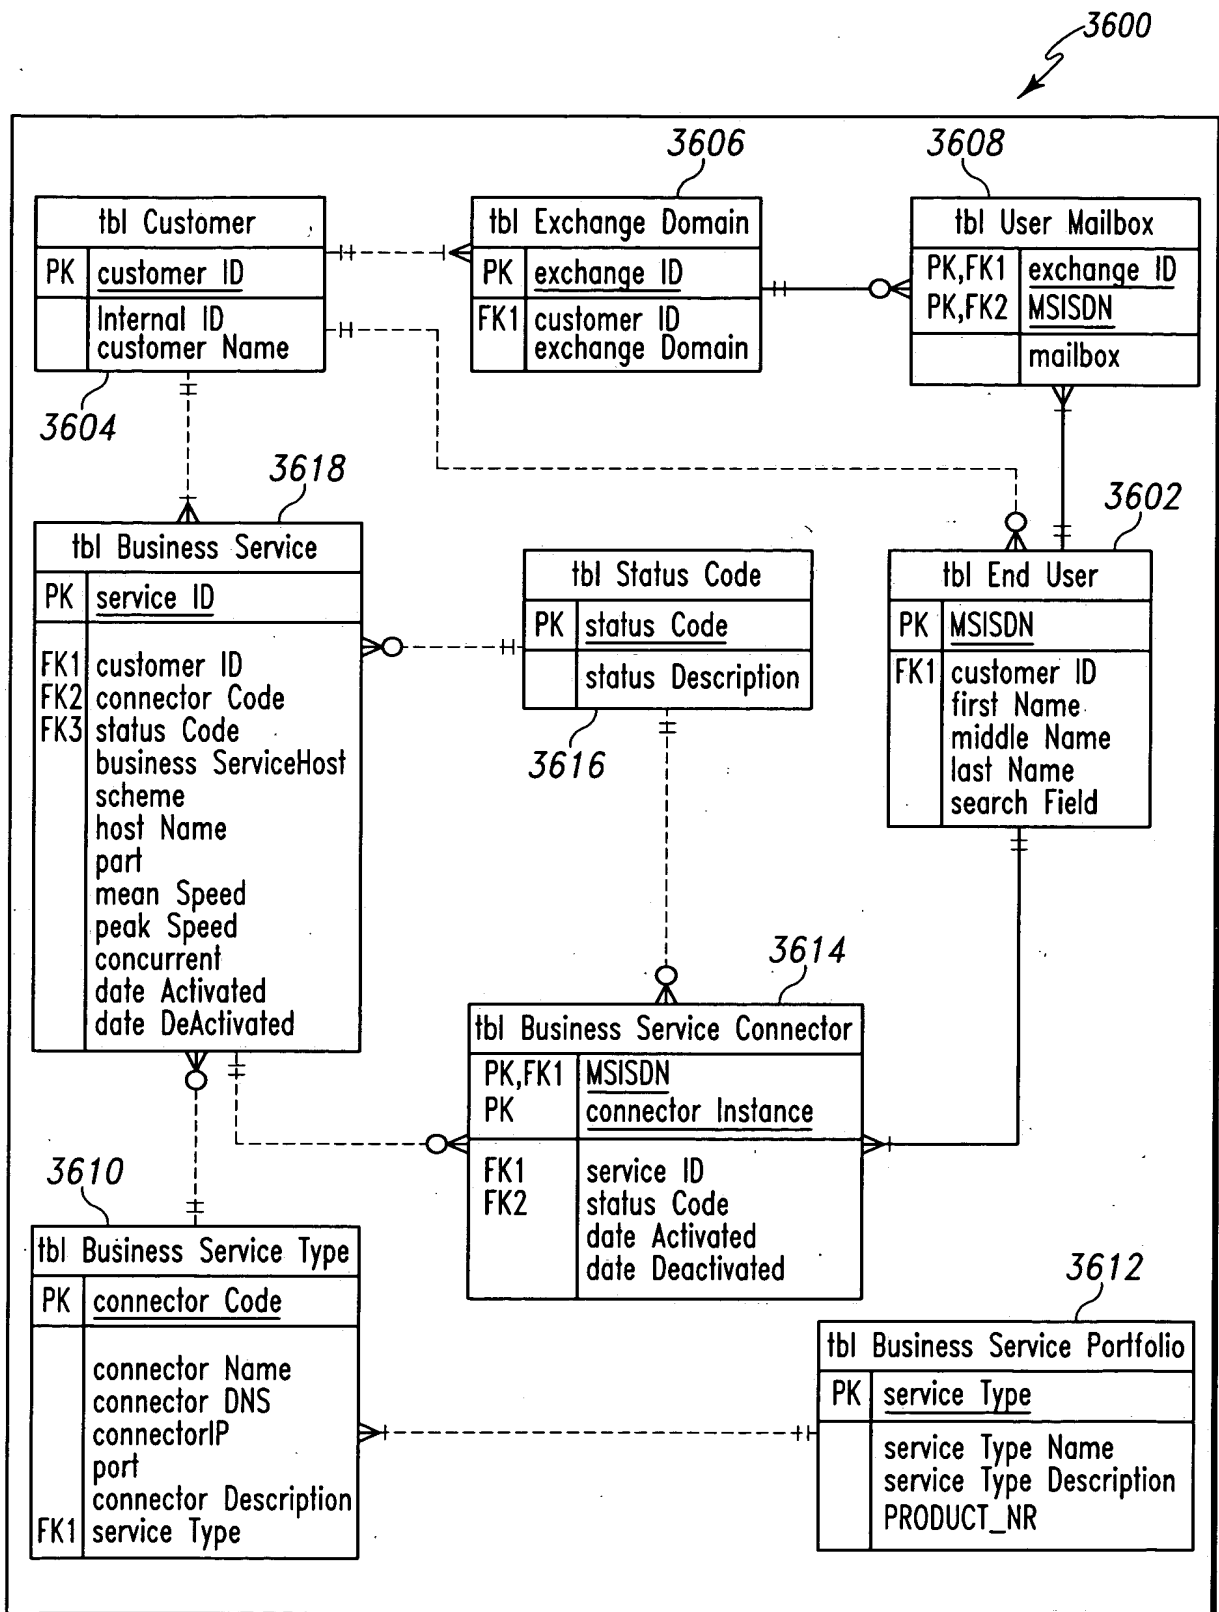 3600
3606
3608
tbl Customer
PK customer ID
Internal ID
customer Name
3604
tbl Exchange Domain
PK exchange ID
FK1 customer ID
exchange Domain
tbl User Mailbox
PK,FK1 exchange ID
PK,FK2 MSISDN
mailbox
3618
tbl Business Service
PK service ID
FK1 customer ID
FK2 connector Code
FK3 status Code
business ServiceHost
scheme
host Name
part
mean Speed
peak Speed
concurrent
date Activated
date DeActivated
tbl Status Code
PK status Code
status Description
3616
3602
tbl End User
PK MSISDN
FK1 customer ID
first Name
middle Name
last Name
search Field
3614
tbl Business Service Connector
PK,FK1 MSISDN
PK connector Instance
FK1 service ID
FK2 status Code
date Activated
date Deactivated
3610
tbl Business Service Type
PK connector Code
connector Name
connector DNS
connectorIP
port
connector Description
FK1 service Type
3612
tbl Business Service Portfolio
PK service Type
service Type Name
service Type Description
PRODUCT_NR